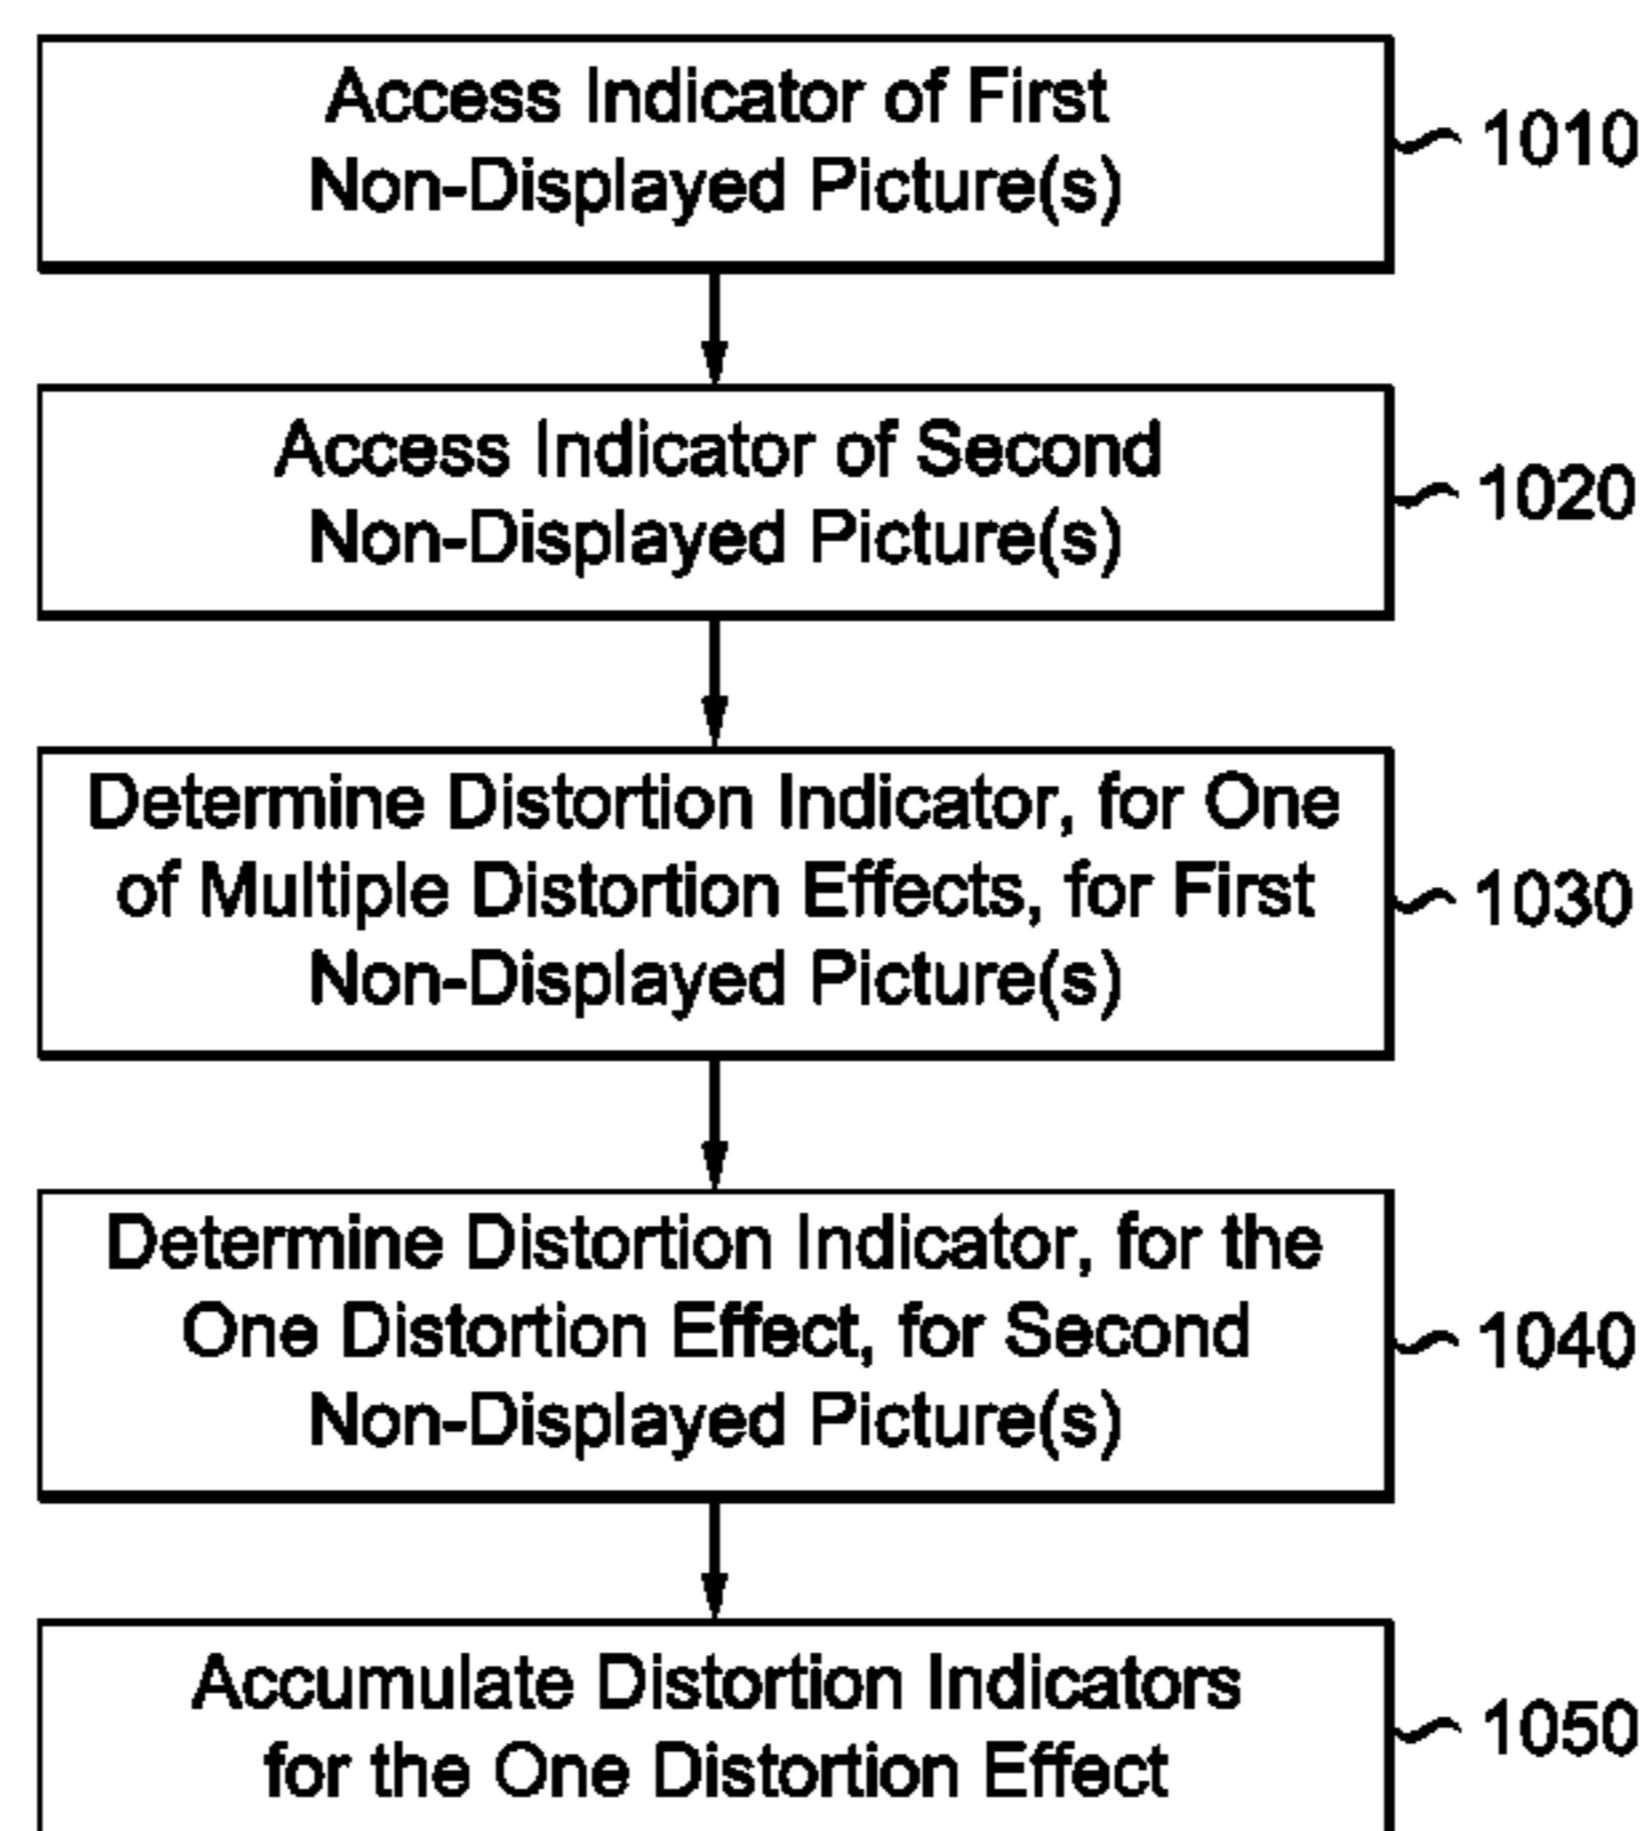 Access Indicator of First
Non-Displayed Picture(s)
1010
Access Indicator of Second
Non-Displayed Picture(s)
1020
Determine Distortion Indicator, for One
of Multiple Distortion Effects, for First
Non-Displayed Picture(s)
1030
Determine Distortion Indicator, for the
One Distortion Effect, for Second
Non-Displayed Picture(s)
1040
Accumulate Distortion Indicators
for the One Distortion Effect
1050